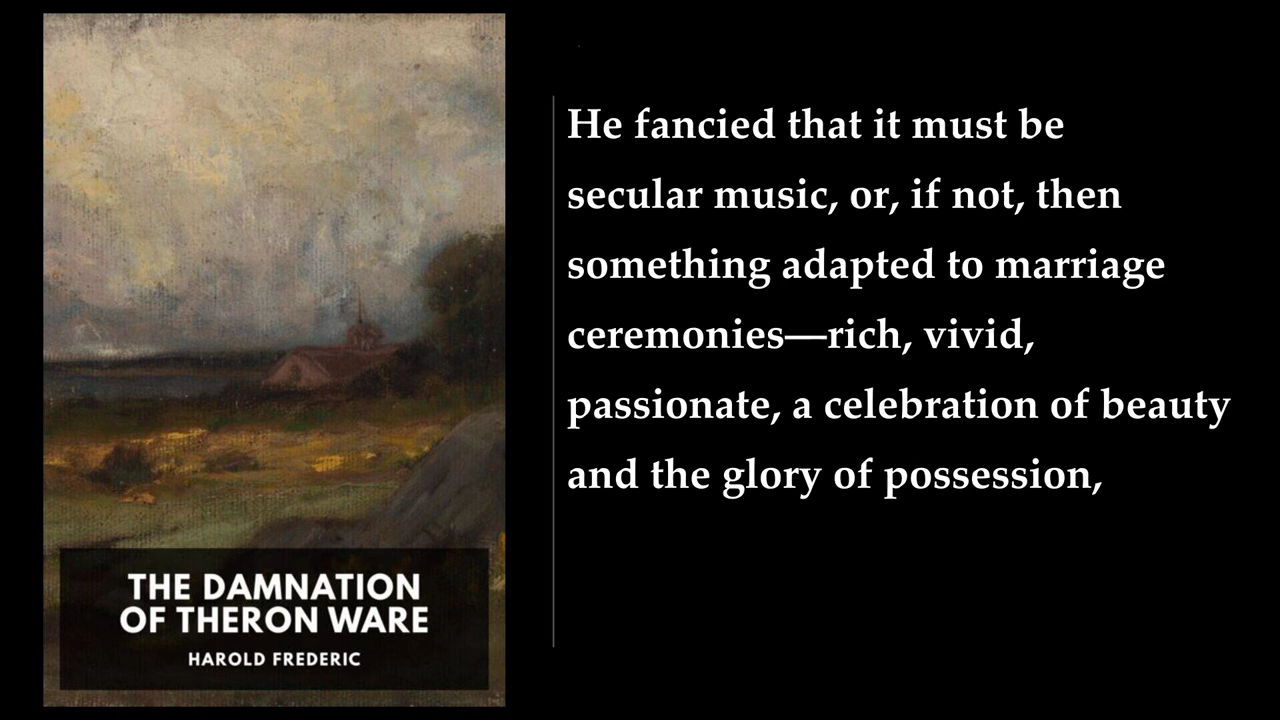 He fancied that it must be
secular music, or, if not, then
something adapted to marriage
ceremonies—rich, vivid,
passionate, a celebration of beauty
and the glory of possession,
THE DAMNATION
OF THERON WARE
HAROLD FREDERIC